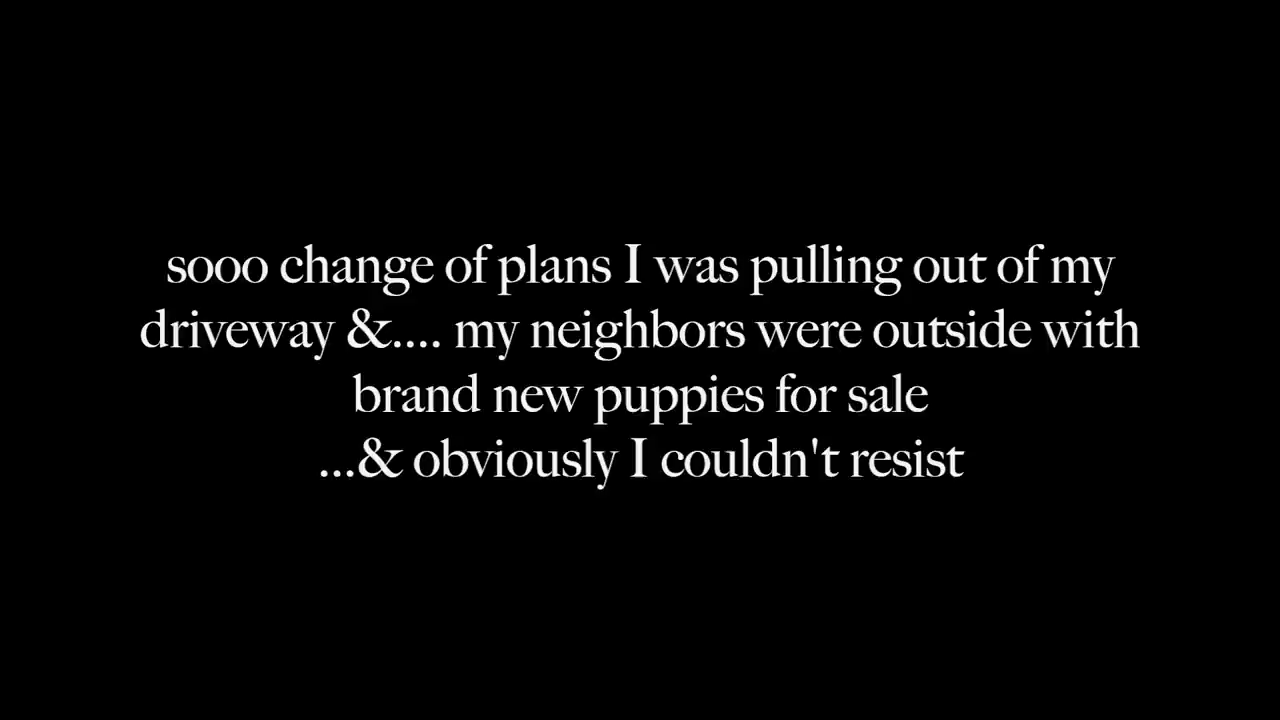 sooo change of plans I was pulling out of my
driveway &.... my neighbors were outside with
brand new puppies for sale
...& obviously I couldn't resist